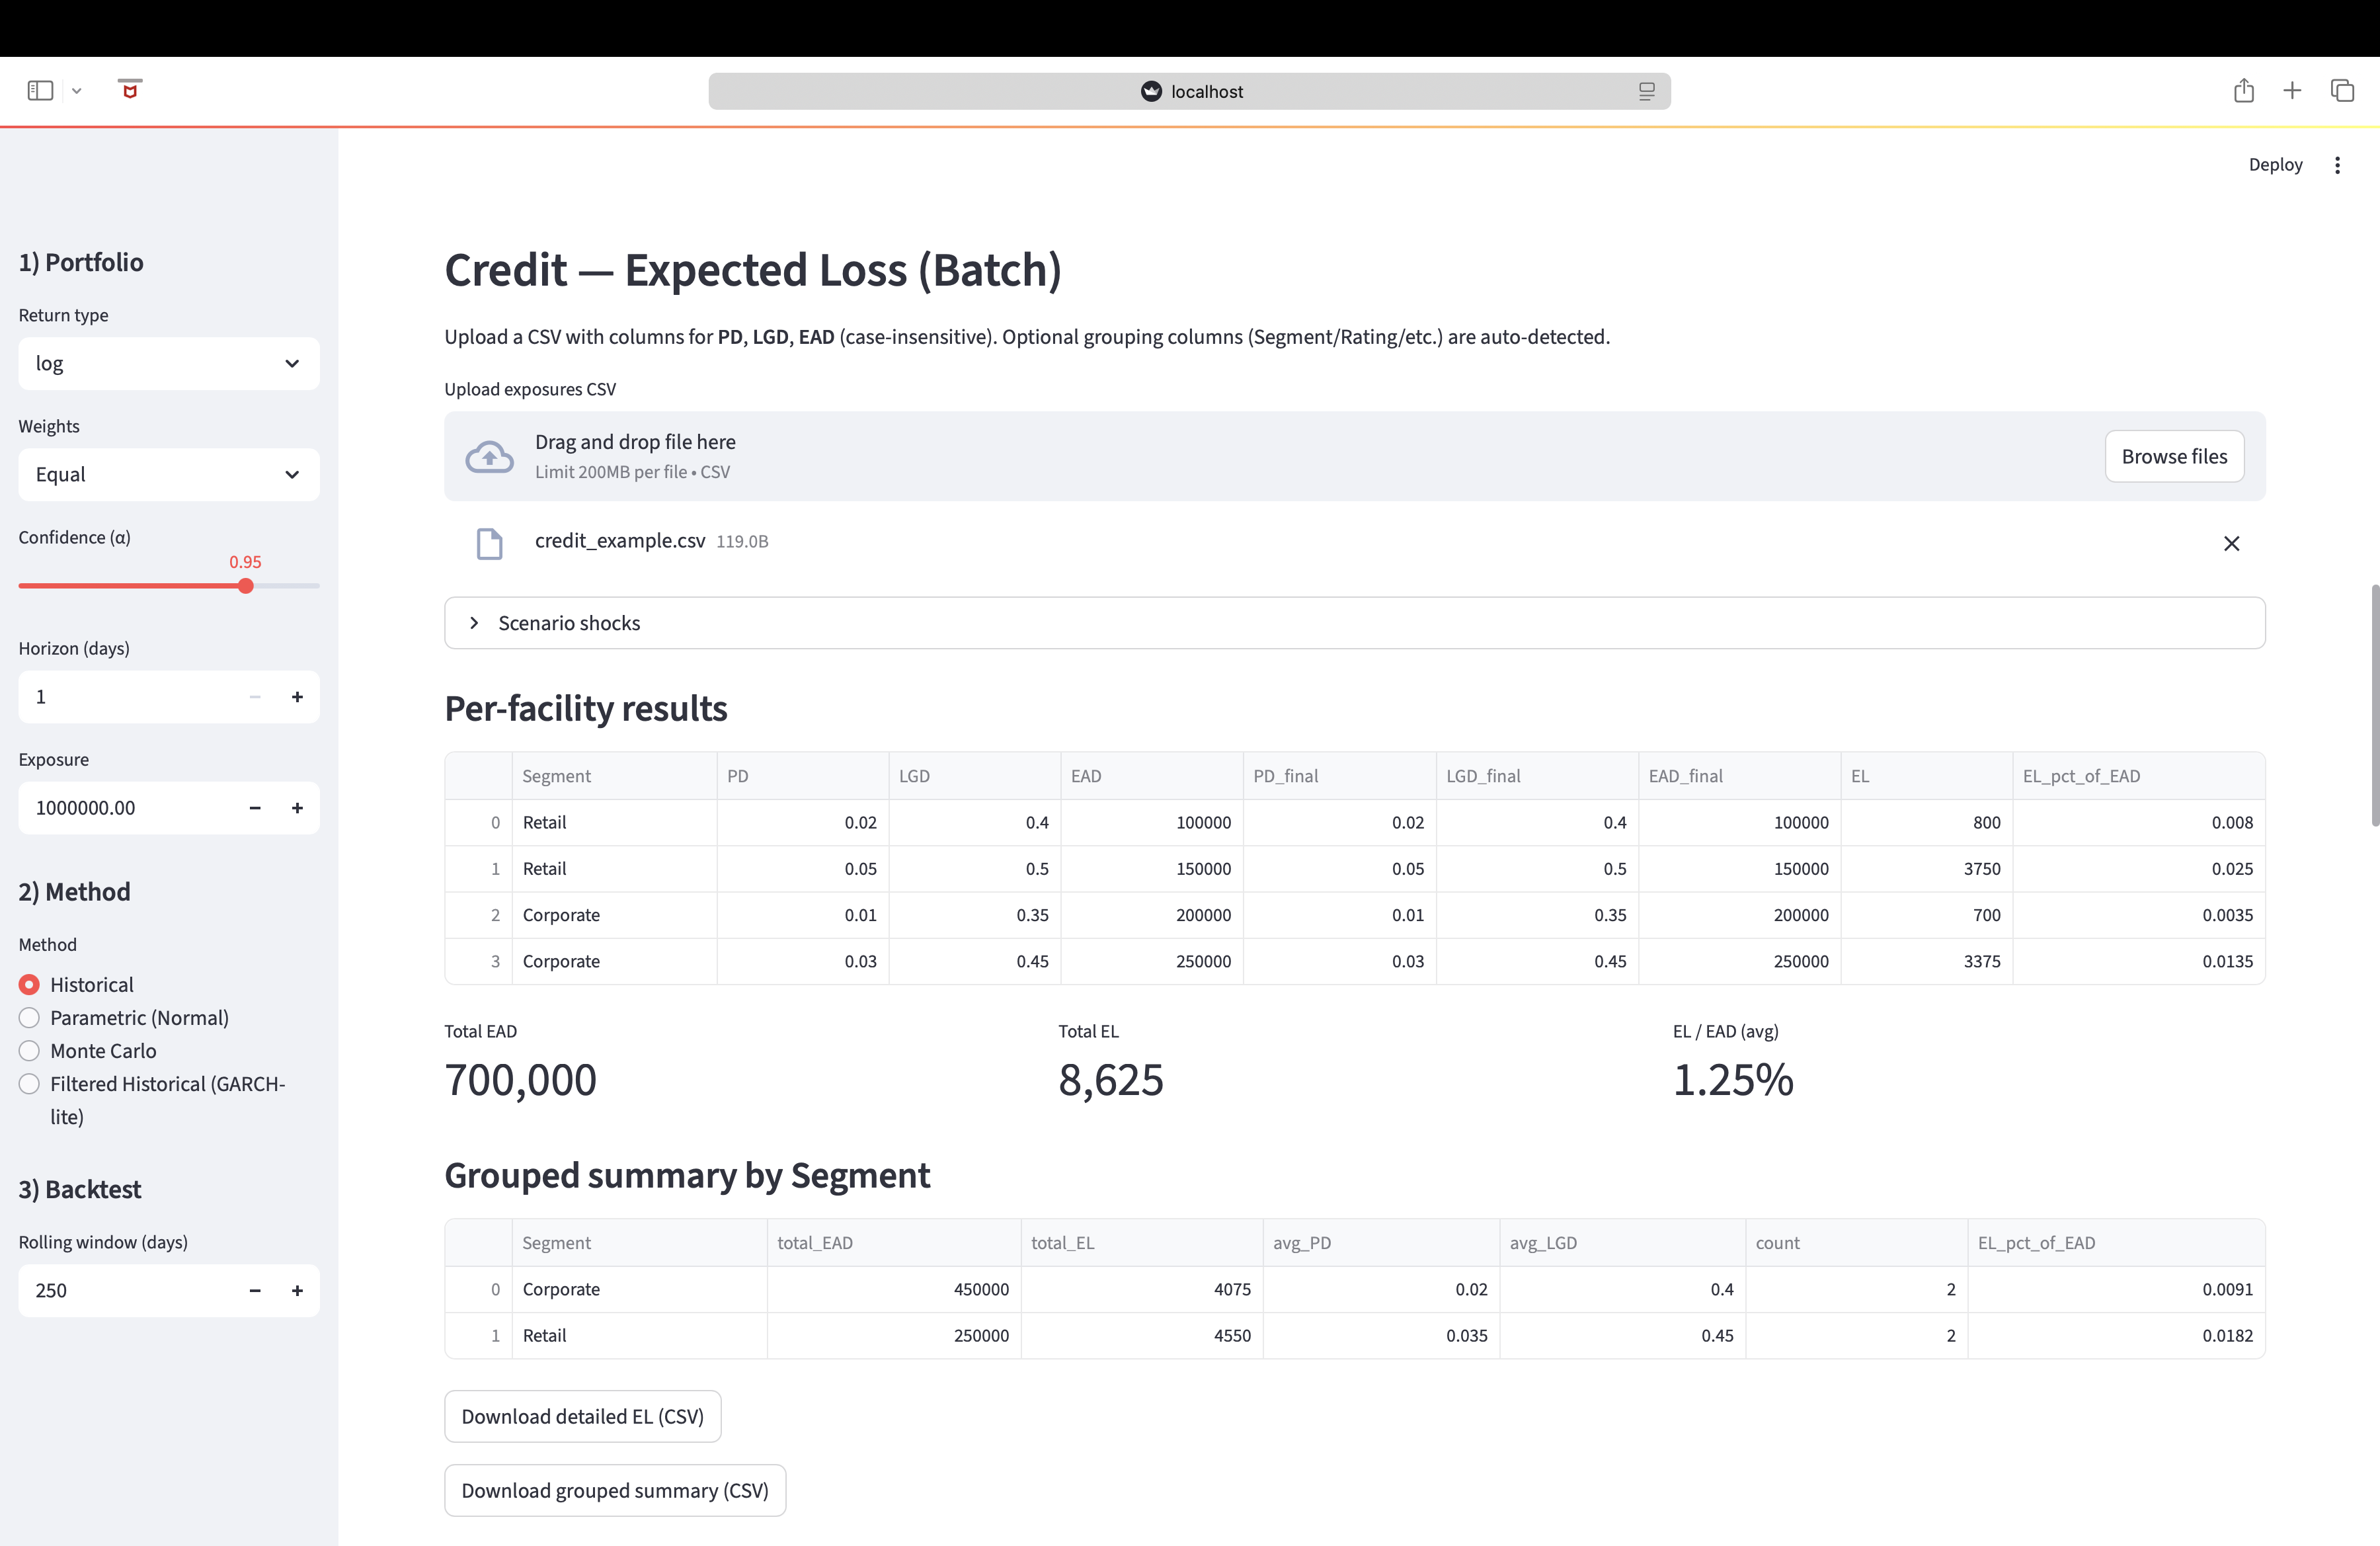 localhost
Deploy
1) Portfolio
Return type
log
Weights
Equal
Confidence (α)
0.95
Horizon (days)
1
Exposure
1000000.00
2) Method
Method
Historical
Parametric (Normal)
Monte Carlo
Filtered Historical (GARCH-
lite)
3) Backtest
Rolling window (days)
250
Credit — Expected Loss (Batch)
Upload a CSV with columns for PD, LGD, EAD (case-insensitive). Optional grouping columns (Segment/Rating/etc.) are auto-detected.
Upload exposures CSV
Drag and drop file here
Limit 200MB per file • CSV
Browse files
credit_example.csv 119.0B
Scenario shocks
Per-facility results
Segment PD LGD EAD PD_final LGD_final EAD_final EL EL_pct_of_EAD
0 Retail 0.02 0.4 100000 0.02 0.4 100000 800 0.008
1 Retail 0.05 0.5 150000 0.05 0.5 150000 3750 0.025
2 Corporate 0.01 0.35 200000 0.01 0.35 200000 700 0.0035
3 Corporate 0.03 0.45 250000 0.03 0.45 250000 3375 0.0135
Total EAD Total EL EL / EAD (avg)
700,000 8,625 1.25%
Grouped summary by Segment
Segment total_EAD total_EL avg_PD avg_LGD count EL_pct_of_EAD
0 Corporate 450000 4075 0.02 0.4 2 0.0091
1 Retail 250000 4550 0.035 0.45 2 0.0182
Download detailed EL (CSV)
Download grouped summary (CSV)